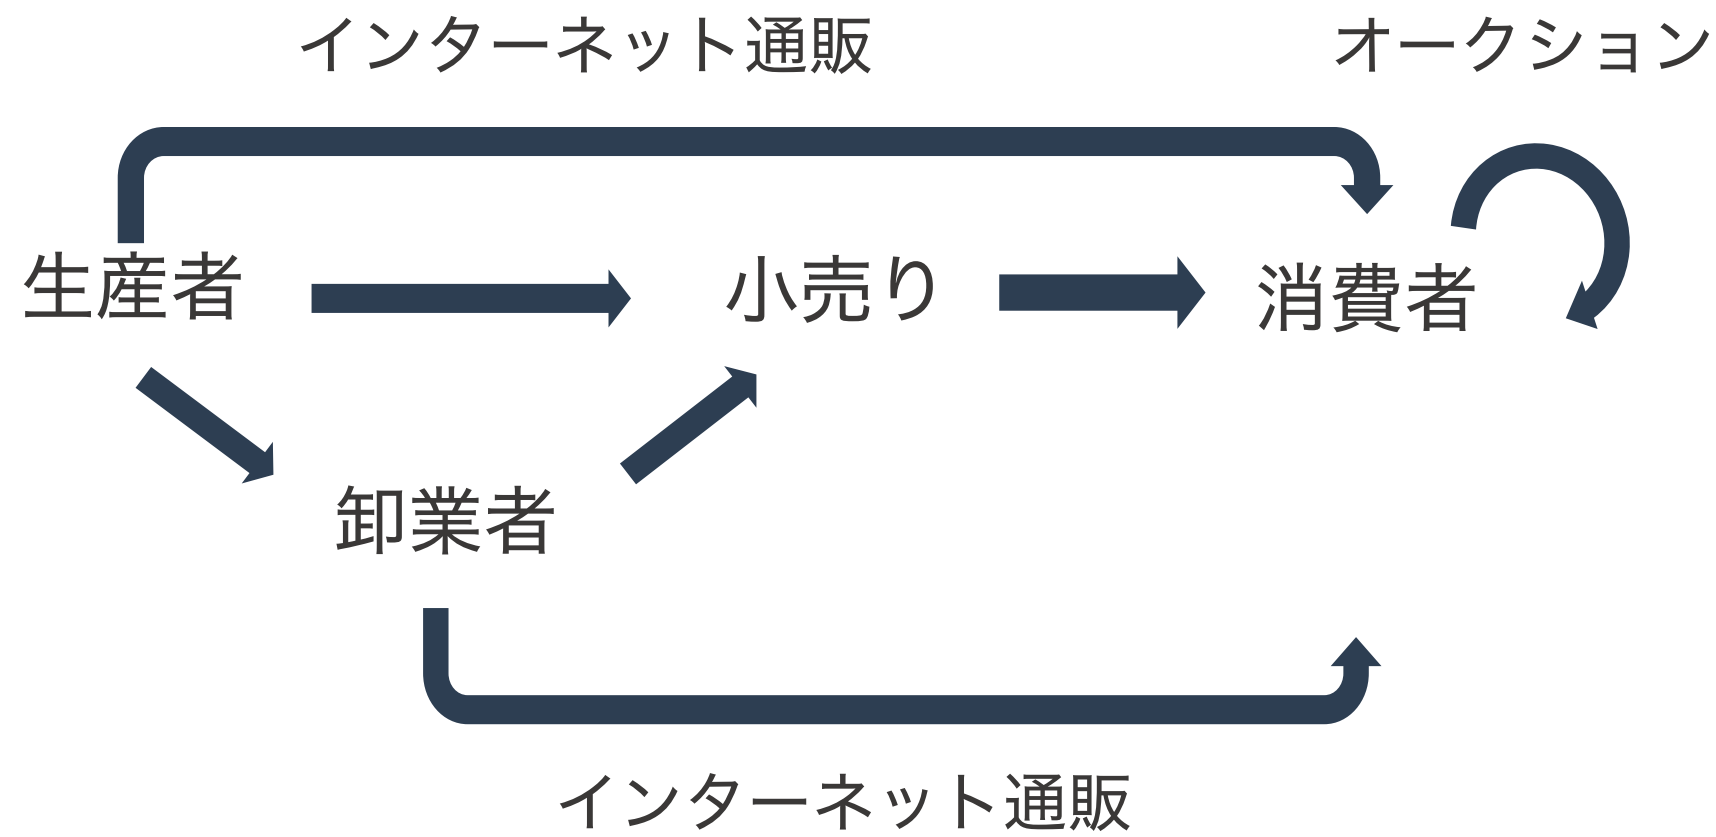 インターネット通販
オークション
生産者
小売り
消費者
卸業者
インターネット通販